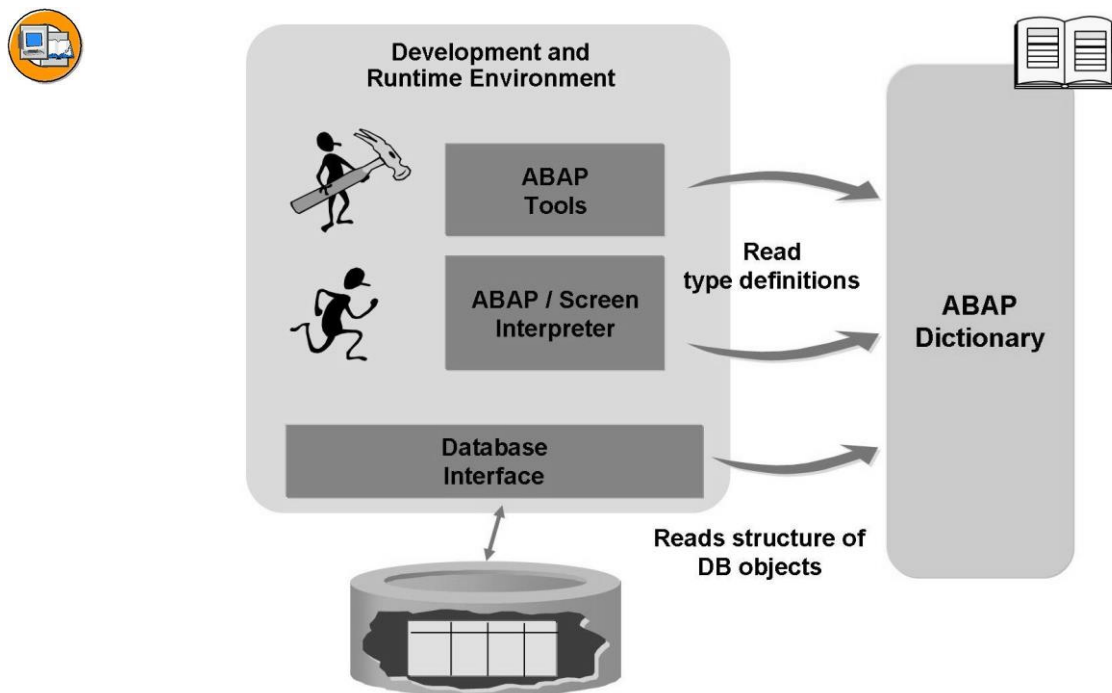 Development and
Runtime Environment
ABAP
Tools
Read
type definitions
ABAP / Screen
Interpreter
ABAP
Dictionary
Database
Interface
Reads structure of
DB objects